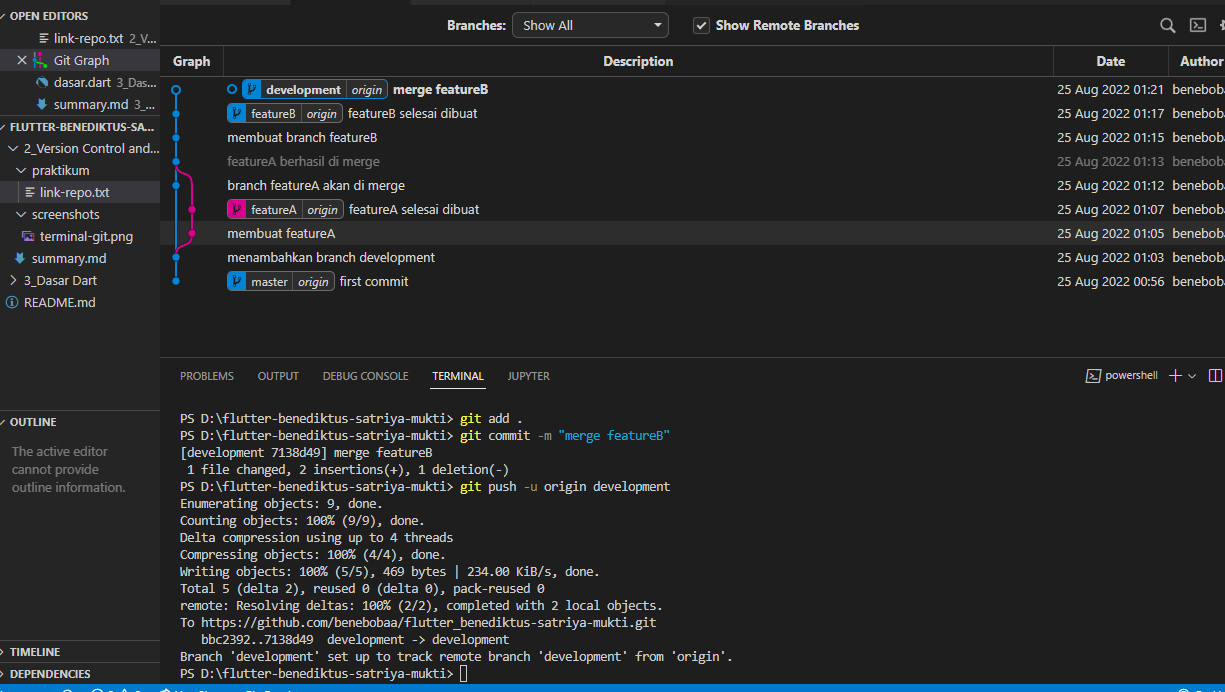 OPEN EDITORS
link-repo.txt 2_V...
Git Graph
dasar.dart 3_Das...
summary.md 3_...
FLUTTER-BENEDIKTUS-SA...
2_Version Control and...
praktikum
link-repo.txt
screenshots
terminal-git.png
summary.md
3_Dasar Dart
README.md
OUTLINE
The active editor
cannot provide
outline information.
TIMELINE
DEPENDENCIES
Branches: Show All Show Remote Branches
Graph Description Date Author
development origin merge featureB 25 Aug 2022 01:21 beneboba
featureB origin featureB selesai dibuat 25 Aug 2022 01:17 beneboba
membuat branch featureB 25 Aug 2022 01:15 beneboba
featureA berhasil di merge 25 Aug 2022 01:13 beneboba
branch featureA akan di merge 25 Aug 2022 01:12 beneboba
featureA origin featureA selesai dibuat 25 Aug 2022 01:07 beneboba
membuat featureA 25 Aug 2022 01:05 beneboba
menambahkan branch development 25 Aug 2022 01:03 beneboba
master origin first commit 25 Aug 2022 00:56 beneboba
PROBLEMS OUTPUT DEBUG CONSOLE TERMINAL JUPYTER powershell
PS D:\flutter-benediktus-satriya-mukti> git add .
PS D:\flutter-benediktus-satriya-mukti> git commit -m "merge featureB"
[development 7138d49] merge featureB
1 file changed, 2 insertions(+), 1 deletion(-)
PS D:\flutter-benediktus-satriya-mukti> git push -u origin development
Enumerating objects: 9, done.
Counting objects: 100% (9/9), done.
Delta compression using up to 4 threads
Compressing objects: 100% (4/4), done.
Writing objects: 100% (5/5), 469 bytes | 234.00 KiB/s, done.
Total 5 (delta 2), reused 0 (delta 0), pack-reused 0
remote: Resolving deltas: 100% (2/2), completed with 2 local objects.
To https://github.com/benebobaa/flutter_benediktus-satriya-mukti.git
bbc2392..7138d49 development -> development
Branch 'development' set up to track remote branch 'development' from 'origin'.
PS D:\flutter-benediktus-satriya-mukti>